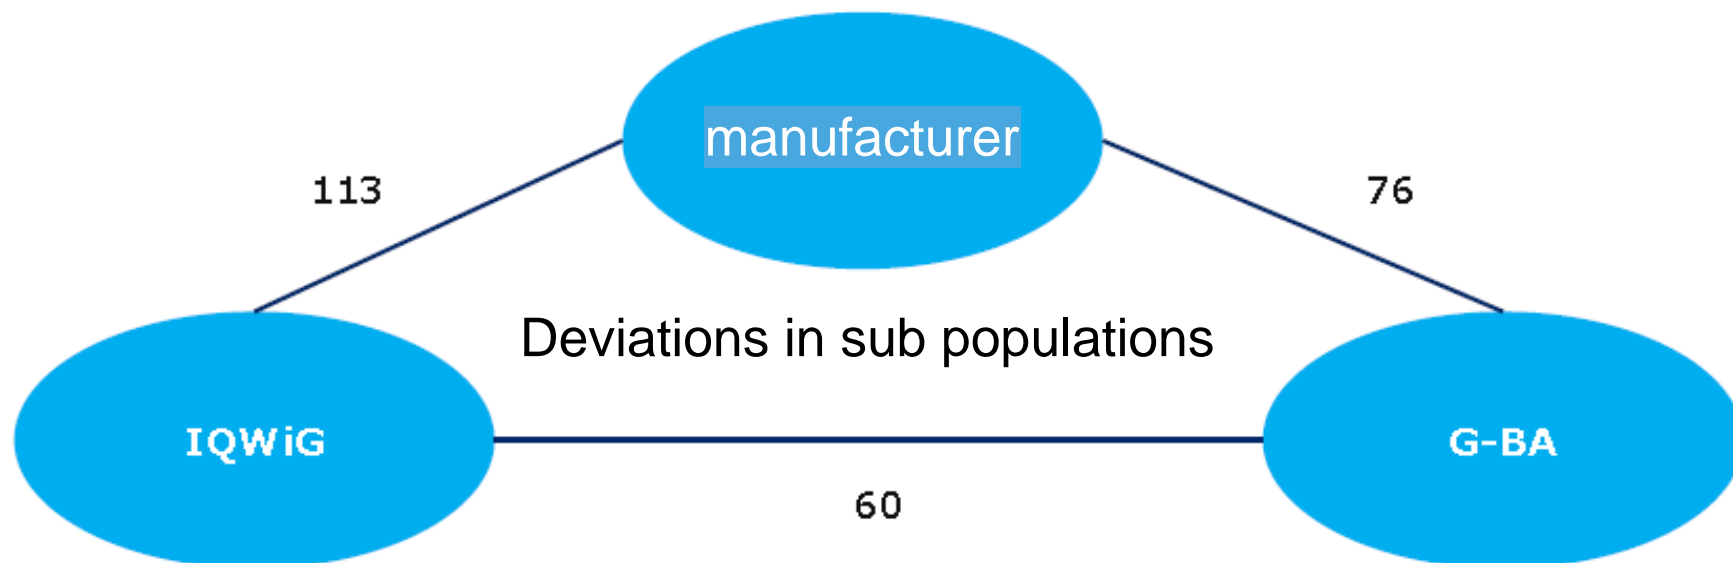 manufacturer
113
76
Deviations in sub populations
IQWiG
G-BA
60